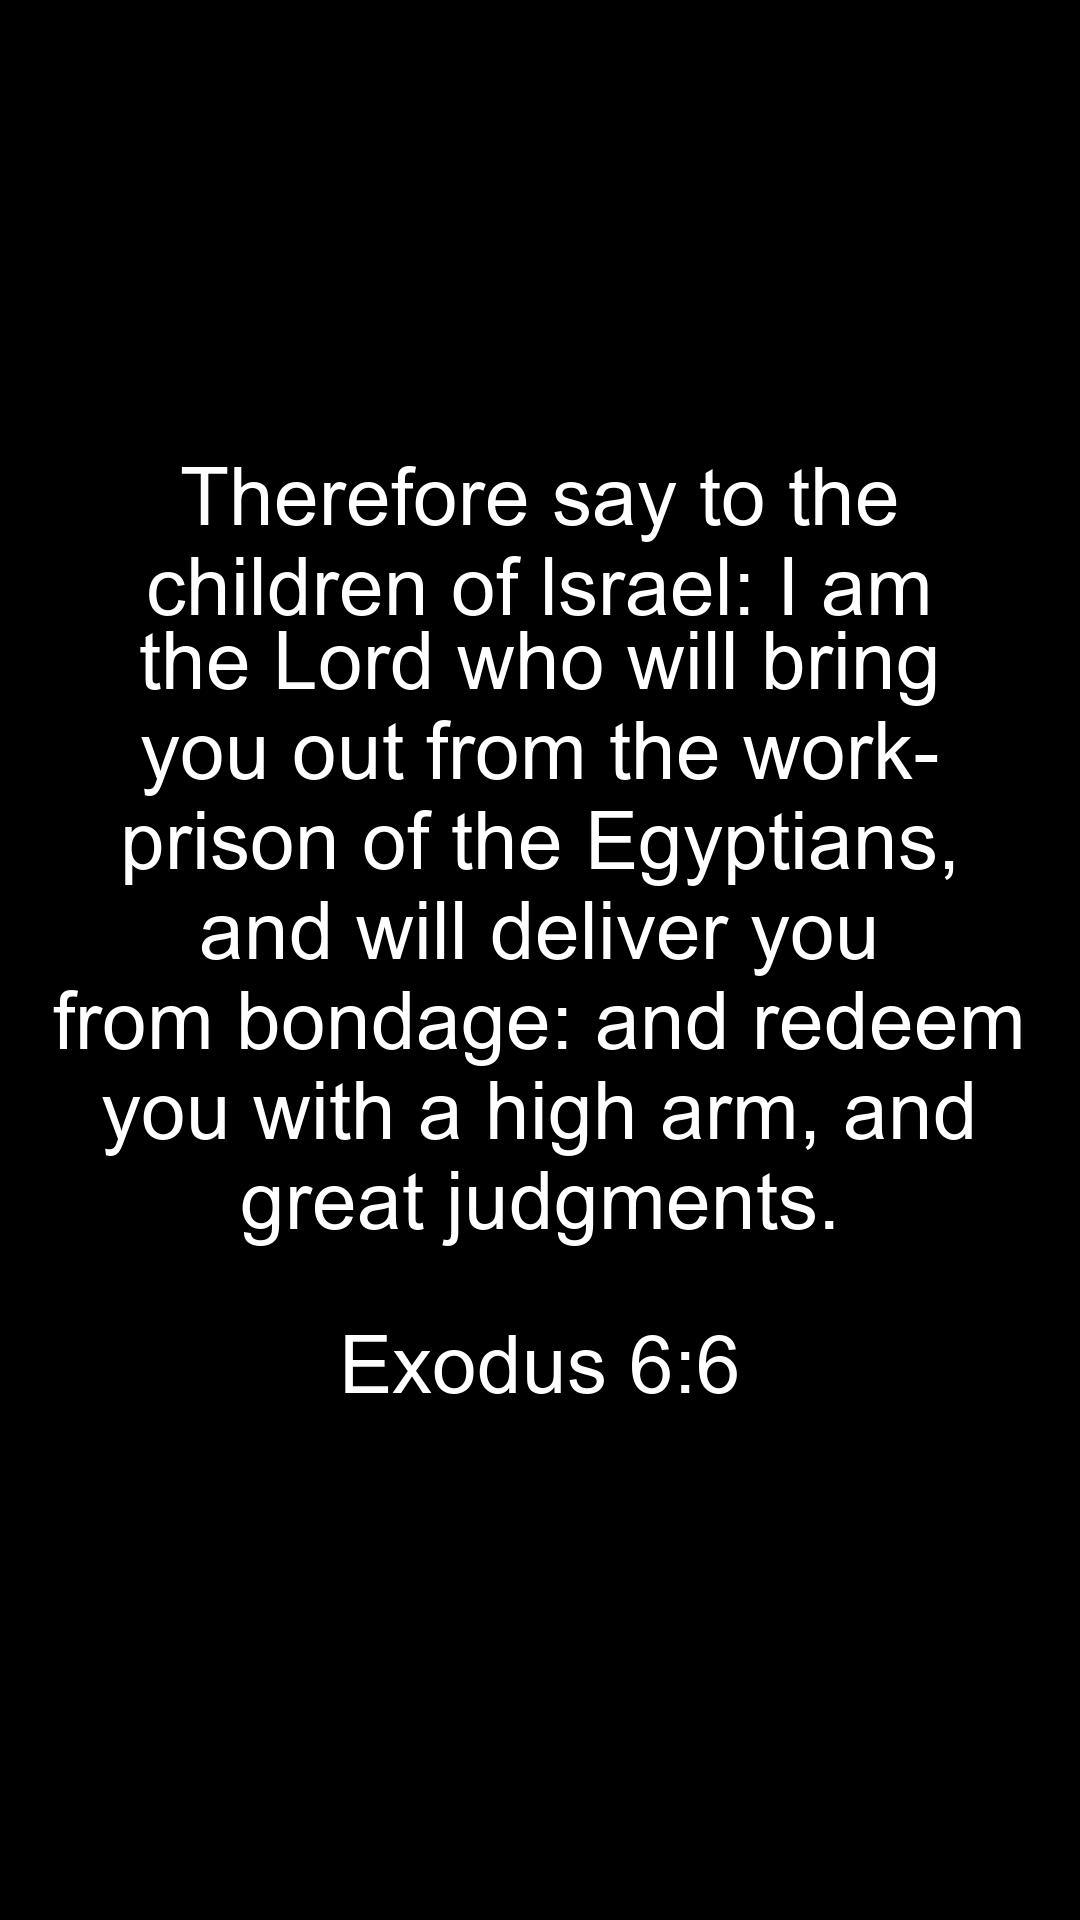 Therefore say to the
children of Israel: I am
the Lord who will bring
you out from the work-
prison of the Egyptians,
and will deliver you
from bondage: and redeem
you with a high arm, and
great judgments.
Exodus 6:6